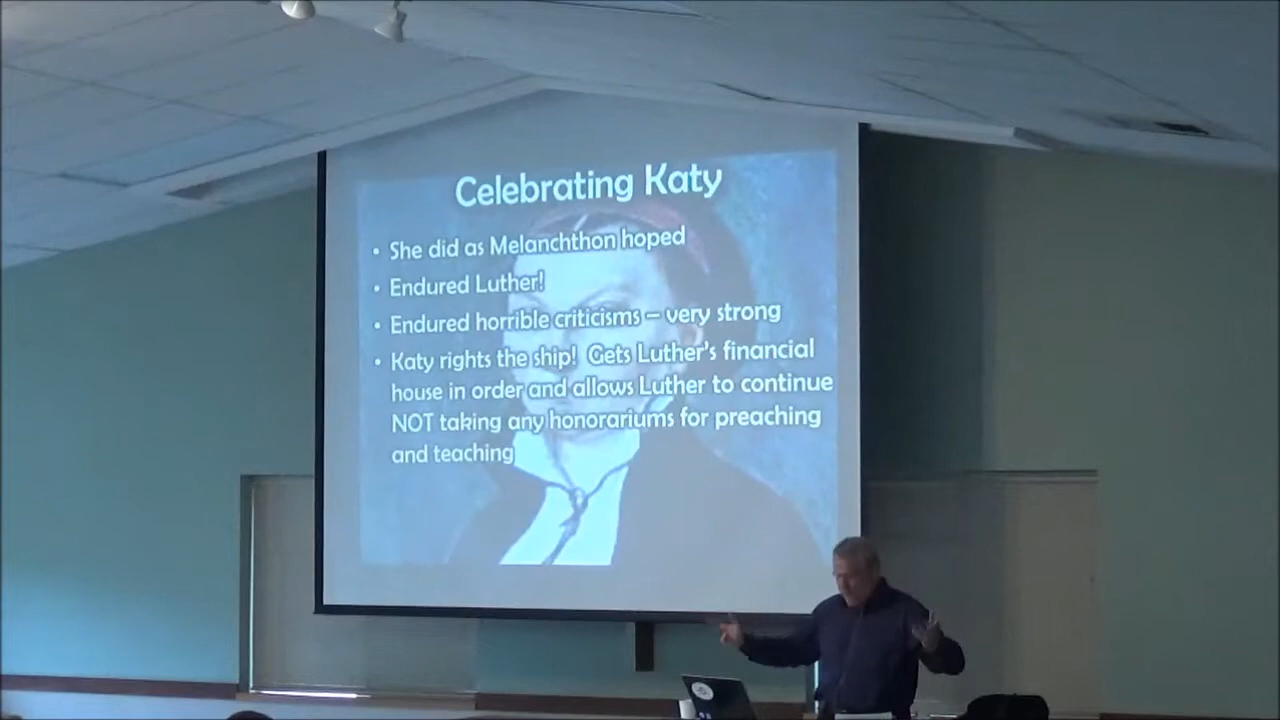 Celebrating Katy
• She did as Melanchthon hoped
• Endured Luther!
• Endured horrible criticisms – very strong
• Katy rights the ship!  Gets Luther's financial
house in order and allows Luther to continue
NOT taking any honorariums for preaching
and teaching